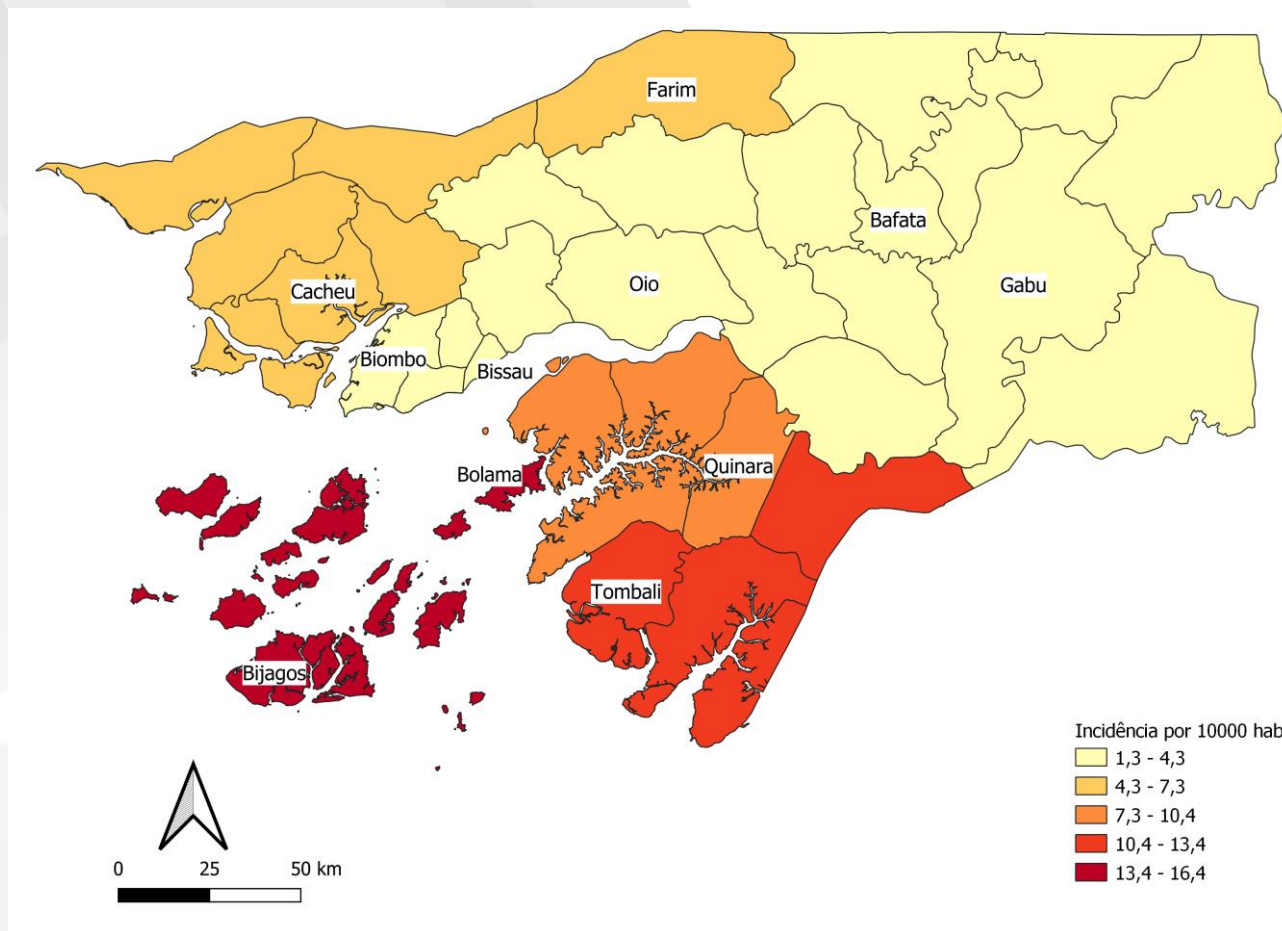 Farim
Bafata
Oio
Gabu
Cacheu
Biombo
Bissau
Bolama
Quinara
Tombali
Bijagos
Incidência por 10000 hab
1,3 - 4,3
4,3 - 7,3
7,3 - 10,4
10,4 - 13,4
13,4 - 16,4
0 25 50 km